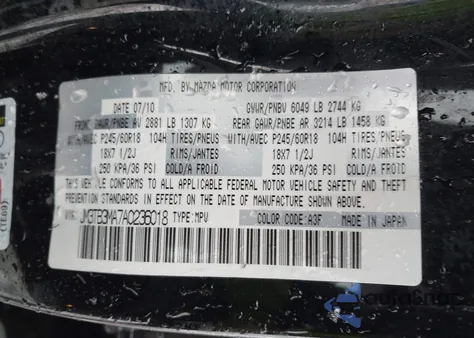 MFD. BY MAZDA MOTOR CORPORATION
DATE 07/10 GVWR/PNBV 6049 LB 2744 KG
FRONT GAWR/PNBE AV 2881 LB 1307 KG REAR GAWR/PNBE AR 3214 LB 1458 KG
WITH/AVEC P245/60R18 104H TIRES/PNEUS WITH/AVEC P245/60R18 104H TIRES/PNEUS
18X7 1/2J RIMS/JANTES 18X7 1/2J RIMS/JANTES
250 KPA/36 PSI COLD/A FROID 250 KPA/36 PSI COLD/A FROID
THIS VEHICLE CONFORMS TO ALL APPLICABLE FEDERAL MOTOR VEHICLE SAFETY AND THEFT
PREVENTION STANDARDS IN EFFECT ON THE DATE OF MANUFACTURE SHOWN ABOVE.
JM3TB3MA7A0236018 TYPE:MPV COLOR CODE: A3F MADE IN JAPAN